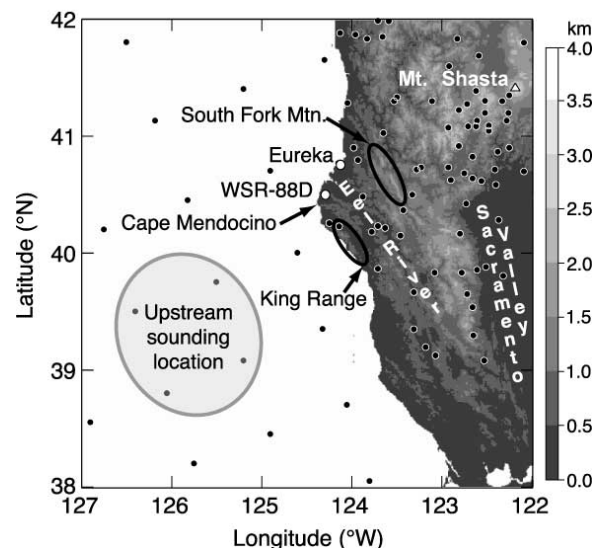 km
42
4.0
Mt. Shasta
3.5
South Fork Mtn.
41
3.0
Eureka
WSR-88D
2.5
Eel River
Cape Mendocino
Sacramento
Valley
2.0
40
King Range
1.5
Upstream
sounding
location
1.0
39
0.5
38
0.0
127
126
125
124
123
122
Latitude (°N)
Longitude (°W)